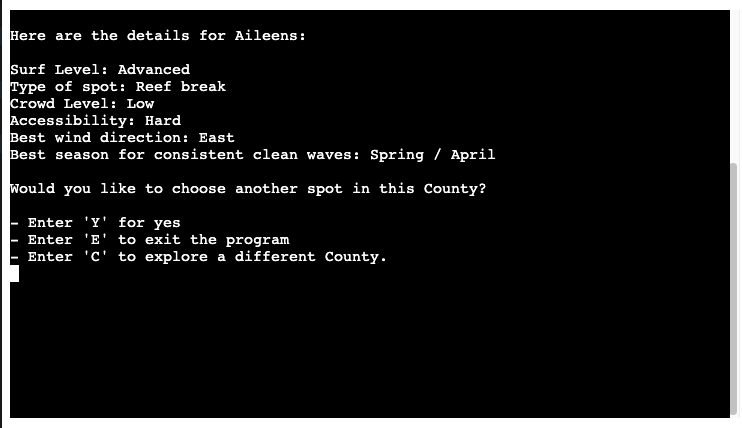 Here are the details for Aileens:
Surf Level: Advanced
Type of spot: Reef break
Crowd Level: Low
Accessibility: Hard
Best wind direction: East
Best season for consistent clean waves: Spring / April
Would you like to choose another spot in this County?
- Enter 'Y' for yes
- Enter 'E' to exit the program
- Enter 'C' to explore a different County.